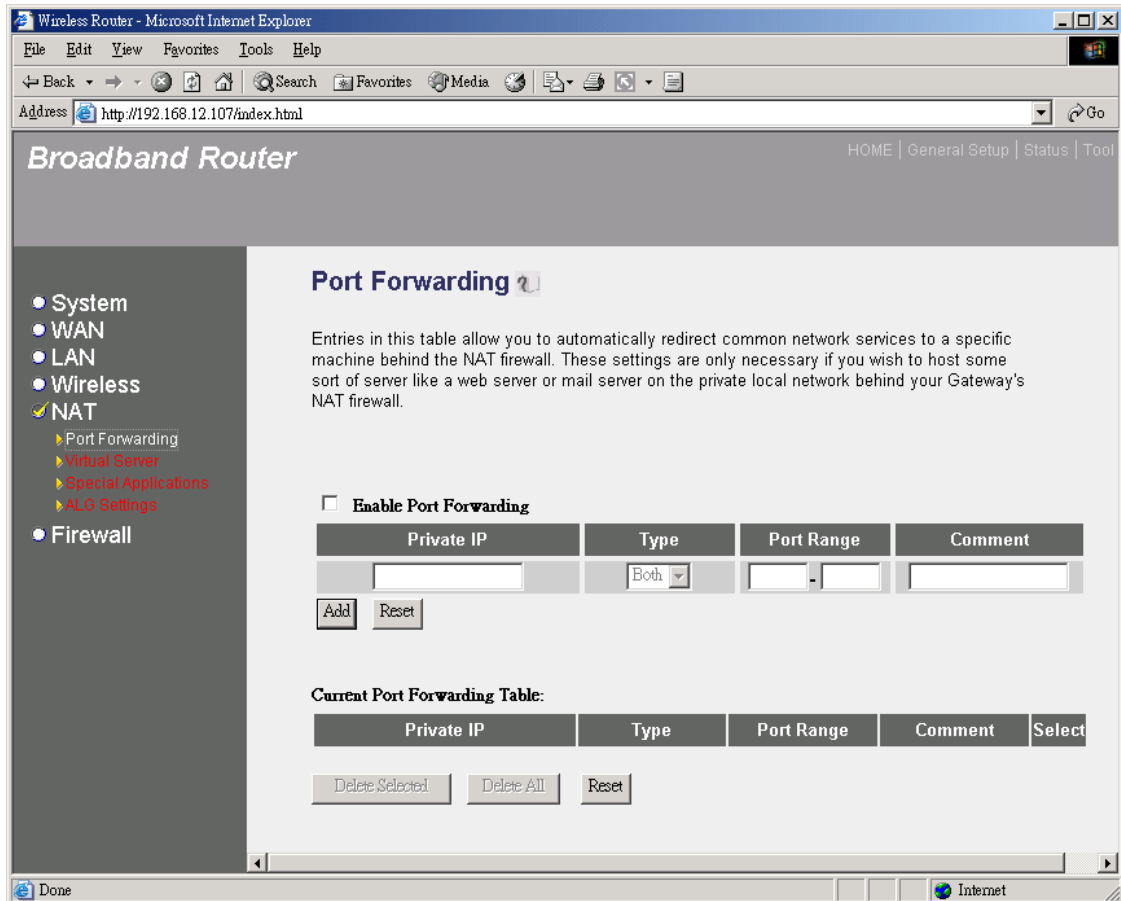 Wireless Router - Microsoft Internet Explorer
File Edit View Favorites Tools Help
Back Search Favorites Media
Address http://192.168.12.107/index.html Go
Broadband Router
HOME | General Setup | Status | Tool
System
WAN
LAN
Wireless
NAT
Port Forwarding
Virtual Server
Special Applications
ALG Settings
Firewall
Port Forwarding
Entries in this table allow you to automatically redirect common network services to a specific
machine behind the NAT firewall. These settings are only necessary if you wish to host some
sort of server like a web server or mail server on the private local network behind your Gateway's
NAT firewall.
Enable Port Forwarding
Private IP Type Port Range Comment
Both -
Add Reset
Current Port Forwarding Table:
Private IP Type Port Range Comment Select
Delete Selected Delete All Reset
Done Internet